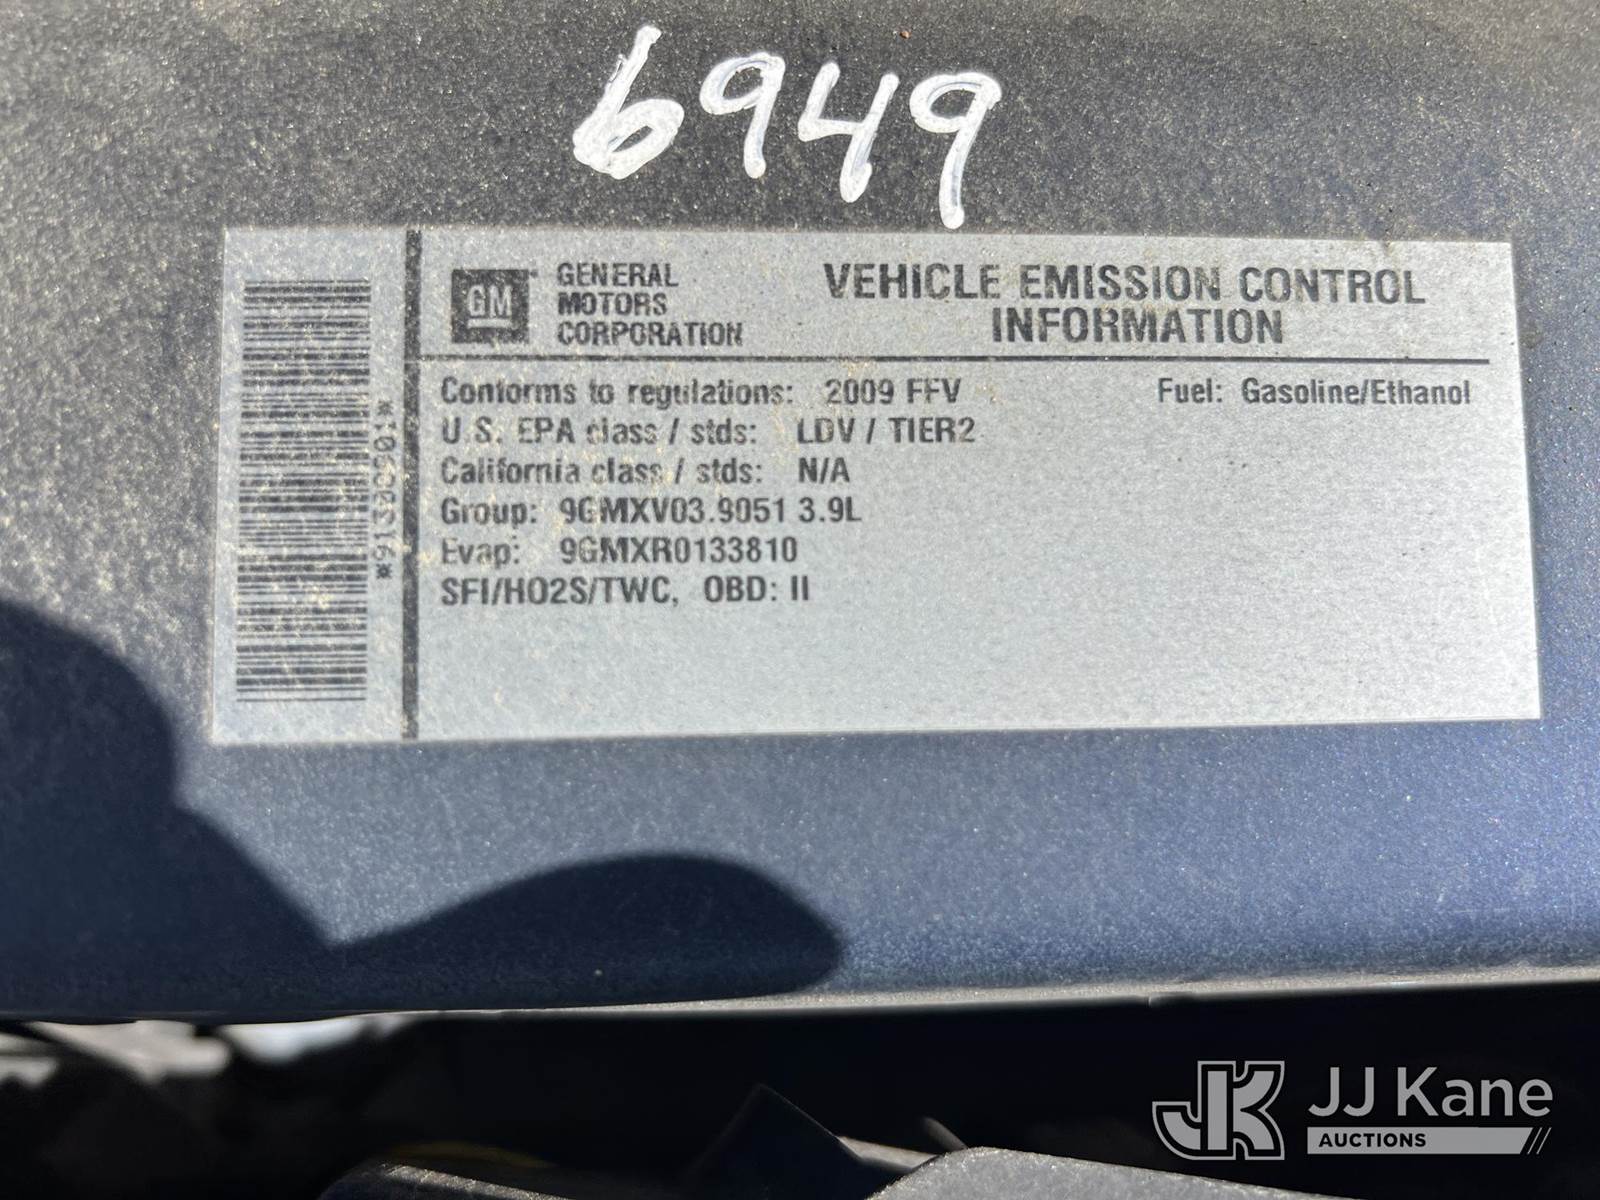 6949
GM GENERAL MOTORS CORPORATION
VEHICLE EMISSION CONTROL
INFORMATION
Conforms to regulations: 2009 FFV Fuel: Gasoline/Ethanol
U.S. EPA class / stds: LDV / TIER2
California class / stds: N/A
Group: 9GMXV03.9051 3.9L
Evap: 9GMXR0133810
SFI/HO2S/TWC, OBD: II
JK JJ Kane
AUCTIONS